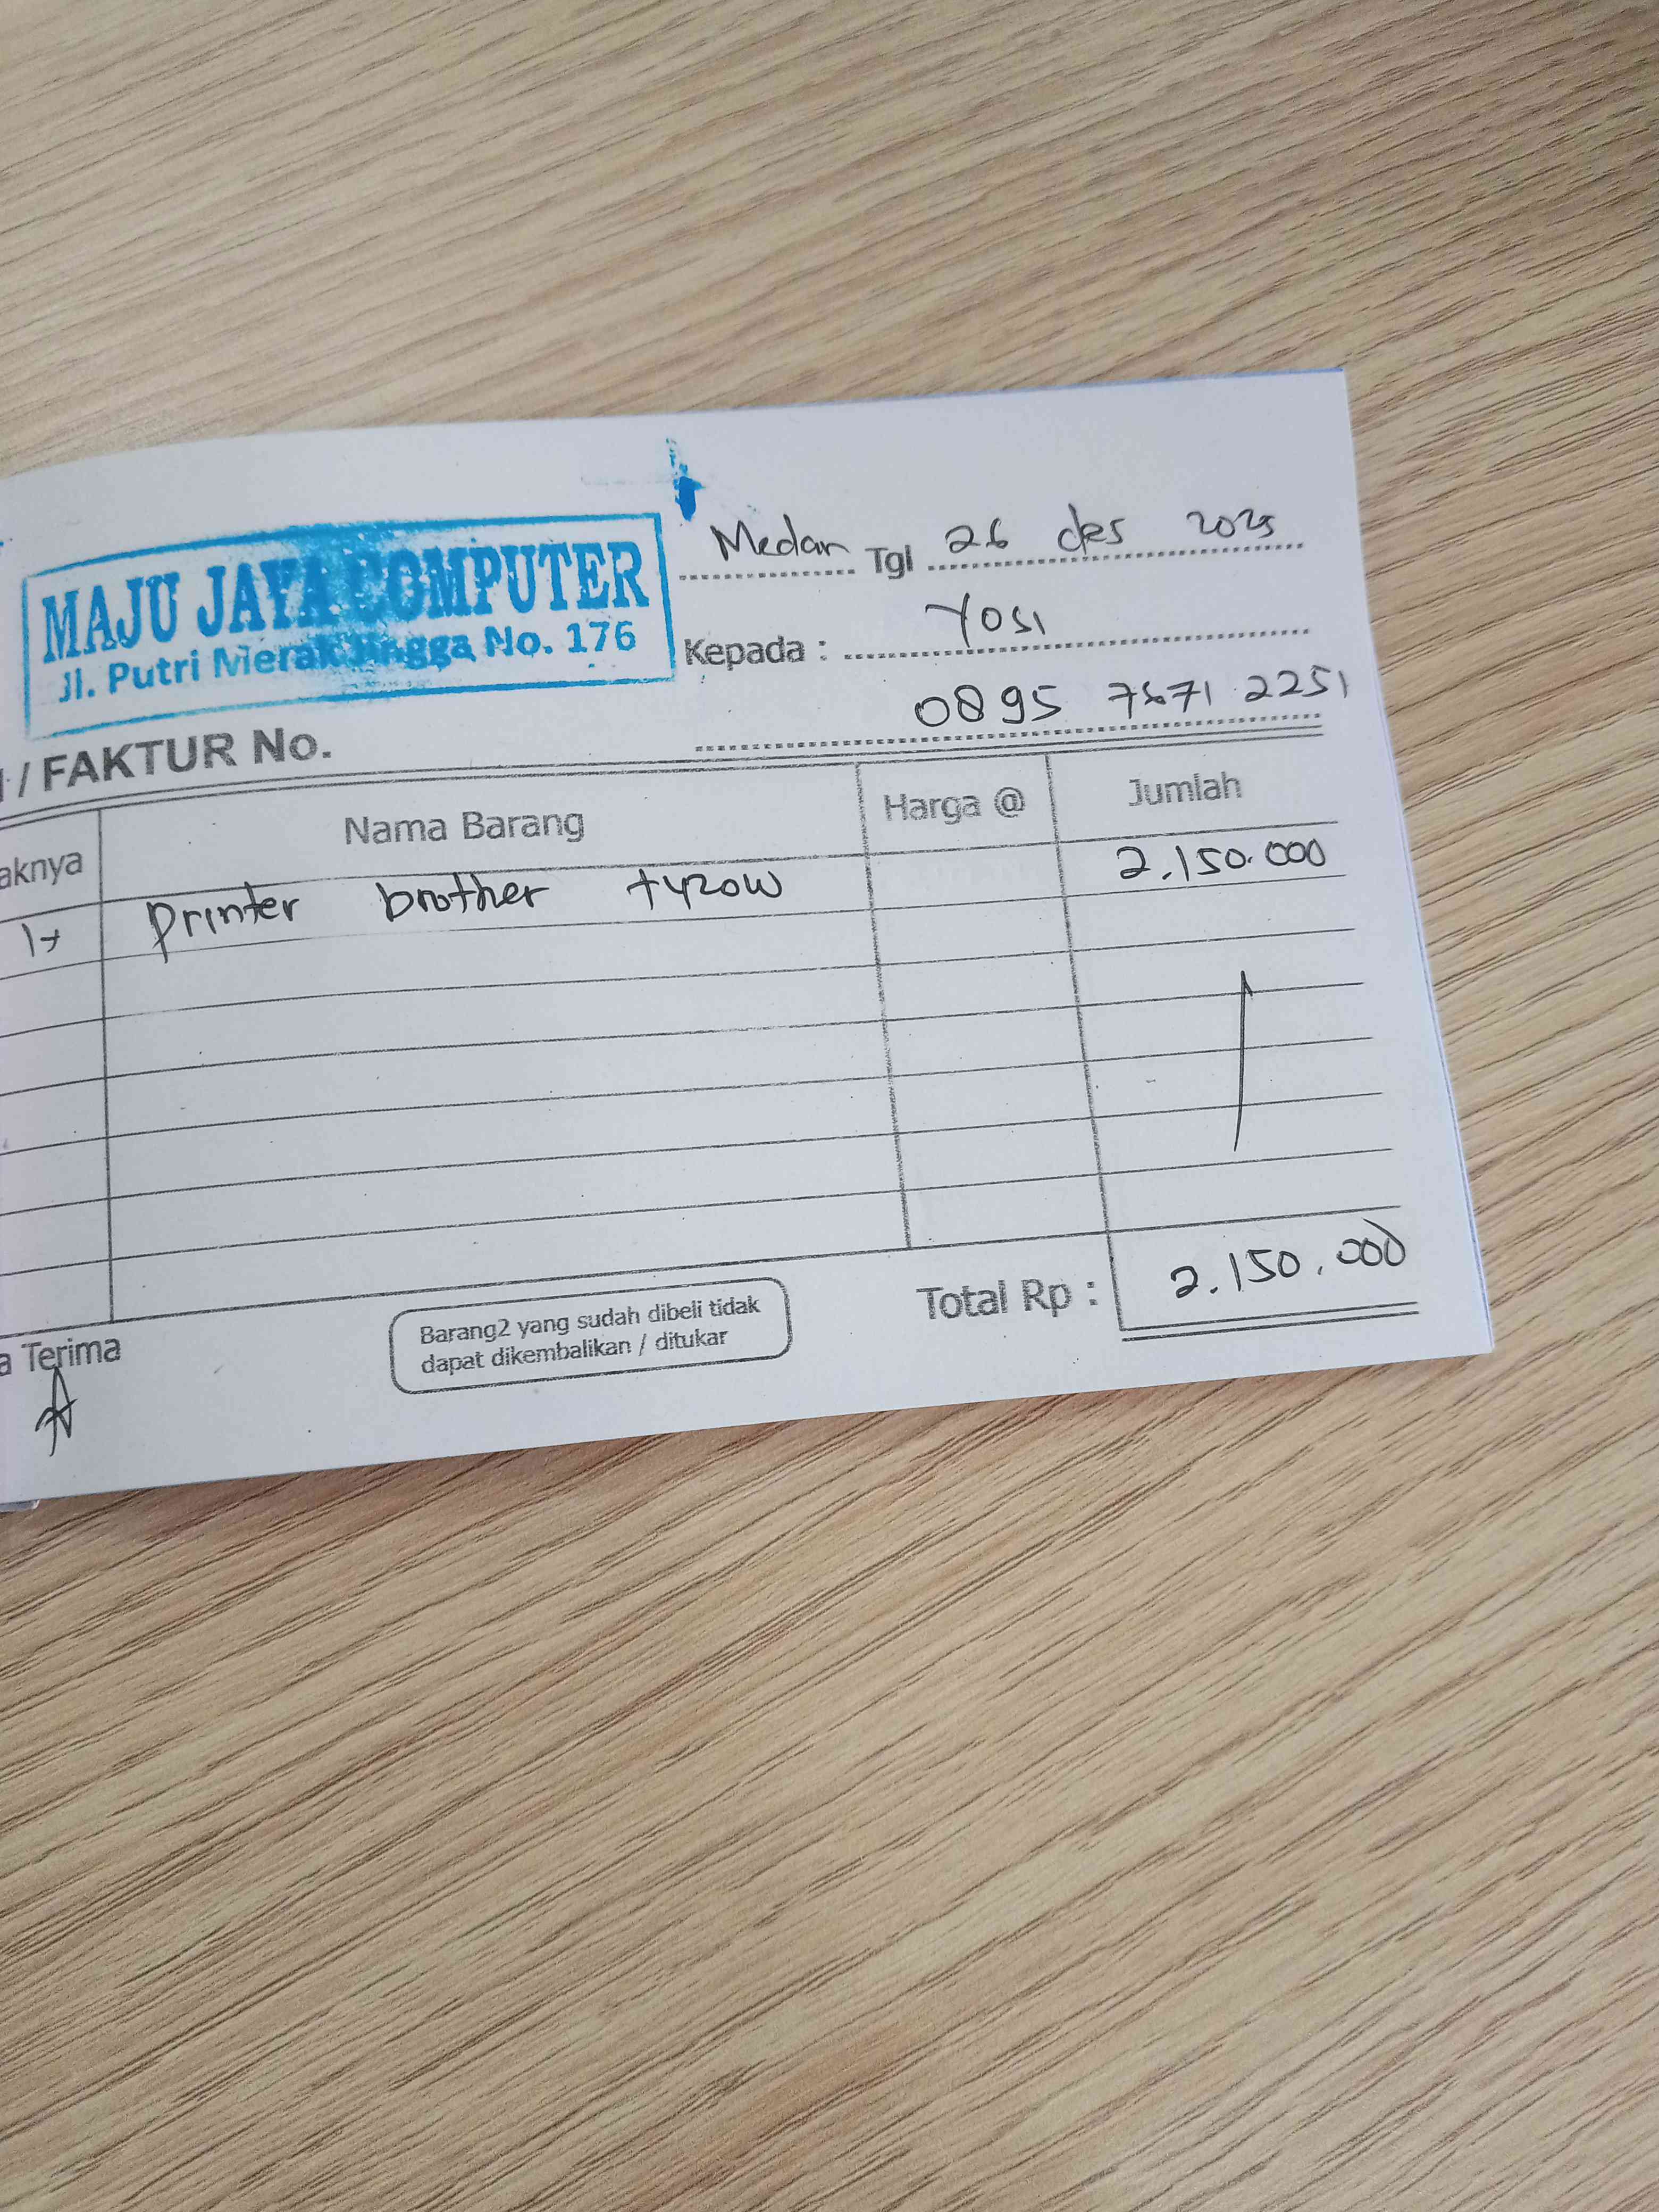 MAJU JAYA COMPUTER
Jl. Putri Merak Jingga No. 176
Medan Tgl 26 des 2025
Kepada : Yosi
0895 7671 2251
/ FAKTUR No.
aknya Nama Barang Harga @ Jumlah
1 printer brother t420w 2.150.000
Total Rp : 2.150.000
a Terima
Barang2 yang sudah dibeli tidak
dapat dikembalikan / ditukar